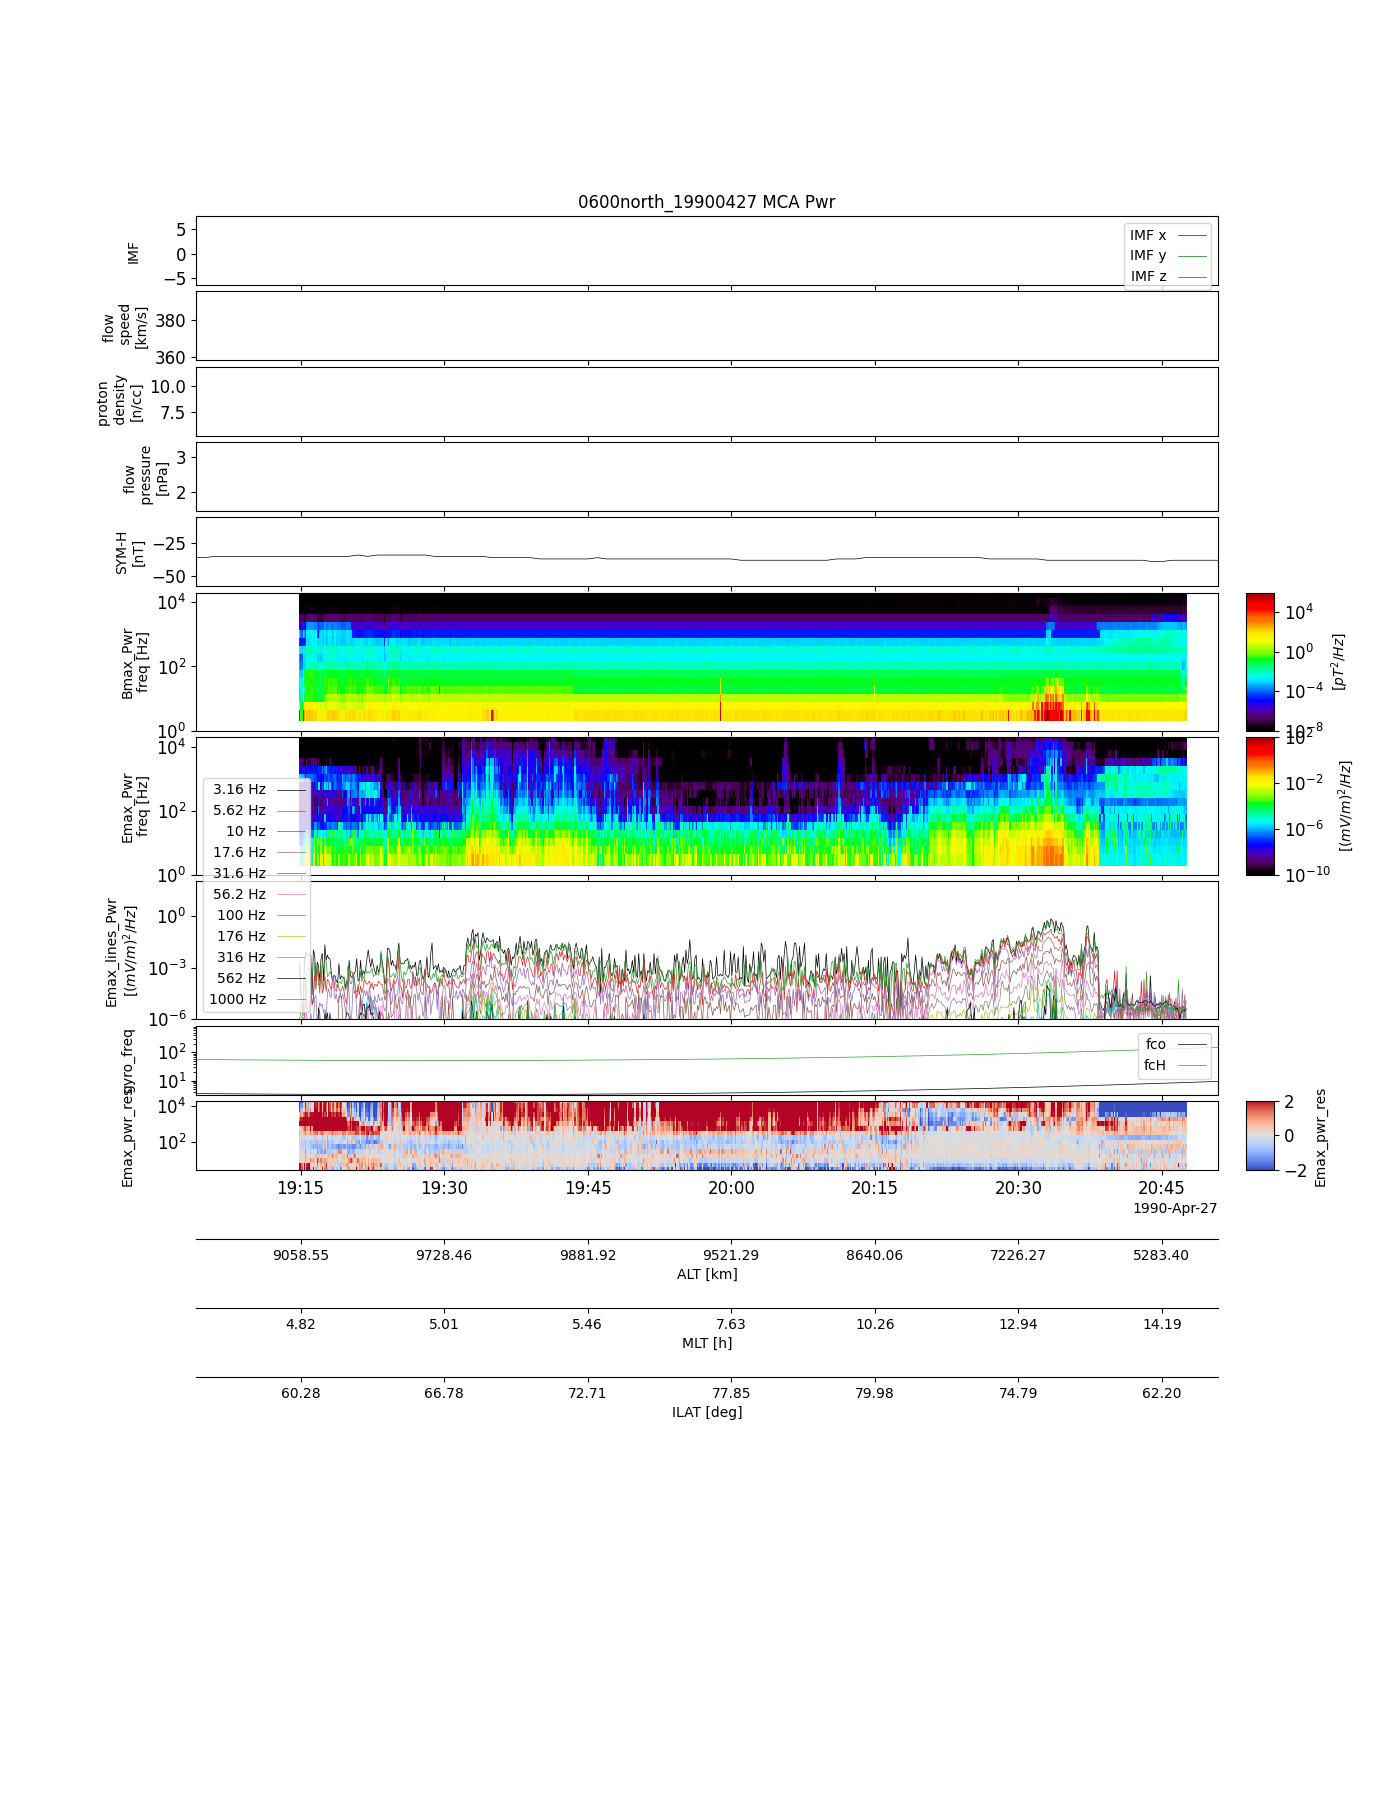 0600north_19900427 MCA Pwr
IMF
5
0
−5
IMF x
IMF y
IMF z
flow
speed
[km/s]
380
360
proton
density
[n/cc]
10.0
7.5
flow
pressure
[nPa]
3
2
SYM-H
[nT]
−25
−50
Bmax_Pwr
freq [Hz]
10^4
10^2
10^0
10^4
10^0
10^-4
10^-8
[pT^2/Hz]
Emax_Pwr
freq [Hz]
10^4
10^2
10^0
10^2
10^-2
10^-6
10^-10
[(mV/m)^2/Hz]
3.16 Hz
5.62 Hz
10 Hz
17.6 Hz
31.6 Hz
56.2 Hz
100 Hz
176 Hz
316 Hz
562 Hz
1000 Hz
Emax_lines_Pwr
[(mV/m)^2/Hz]
10^0
10^-3
10^-6
gyro_freq
10^2
10^1
fco
fcH
Emax_pwr_res
10^4
10^2
2
0
−2
Emax_pwr_res
19:15 19:30 19:45 20:00 20:15 20:30 20:45
1990-Apr-27
9058.55 9728.46 9881.92 9521.29 8640.06 7226.27 5283.40
ALT [km]
4.82 5.01 5.46 7.63 10.26 12.94 14.19
MLT [h]
60.28 66.78 72.71 77.85 79.98 74.79 62.20
ILAT [deg]